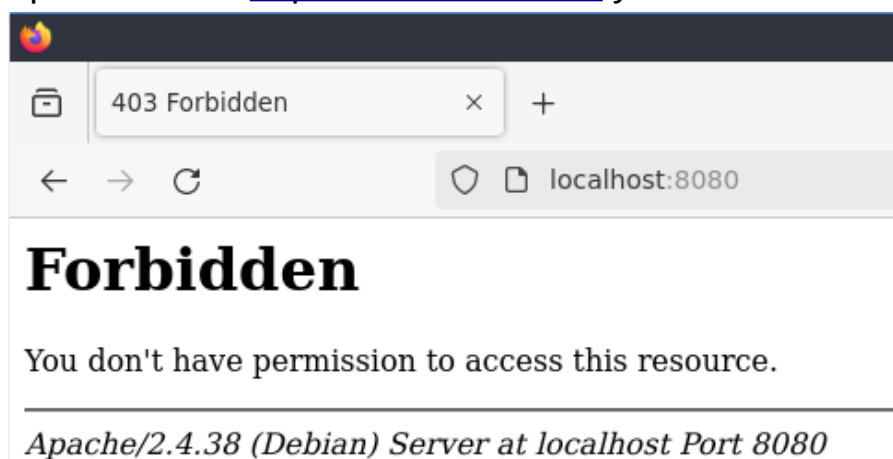 403 Forbidden
localhost:8080
Forbidden
You don't have permission to access this resource.
Apache/2.4.38 (Debian) Server at localhost Port 8080